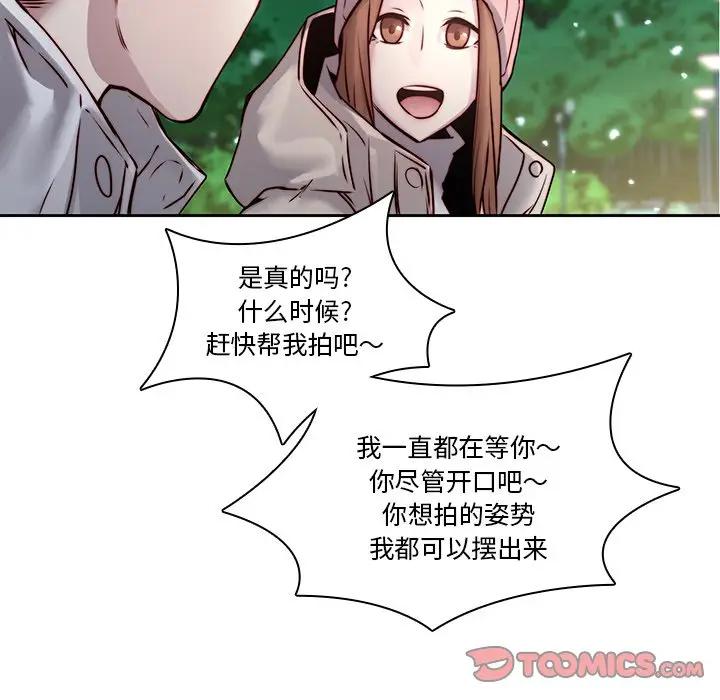 是真的吗?
什么时候?
赶快帮我拍吧～
我一直都在等你～
你尽管开口吧～
你想拍的姿势
我都可以摆出来
TOOMICS.COM